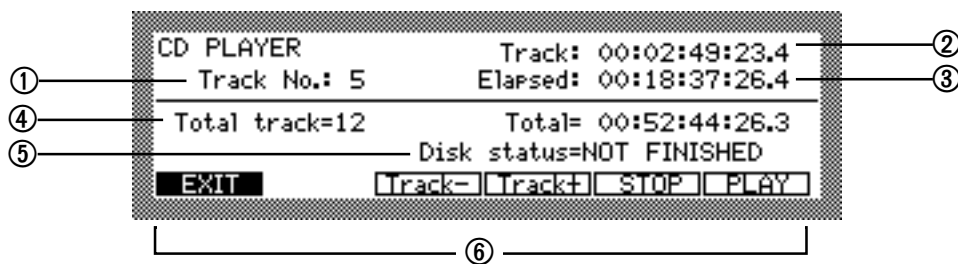 CD PLAYER Track: 00:02:49:23.4 ②
① Track No.: 5 Elapsed: 00:18:37:26.4 ③
④ Total track=12 Total= 00:52:44:26.3
⑤ Disk status=NOT FINISHED
EXIT Track- Track+ STOP PLAY
⑥